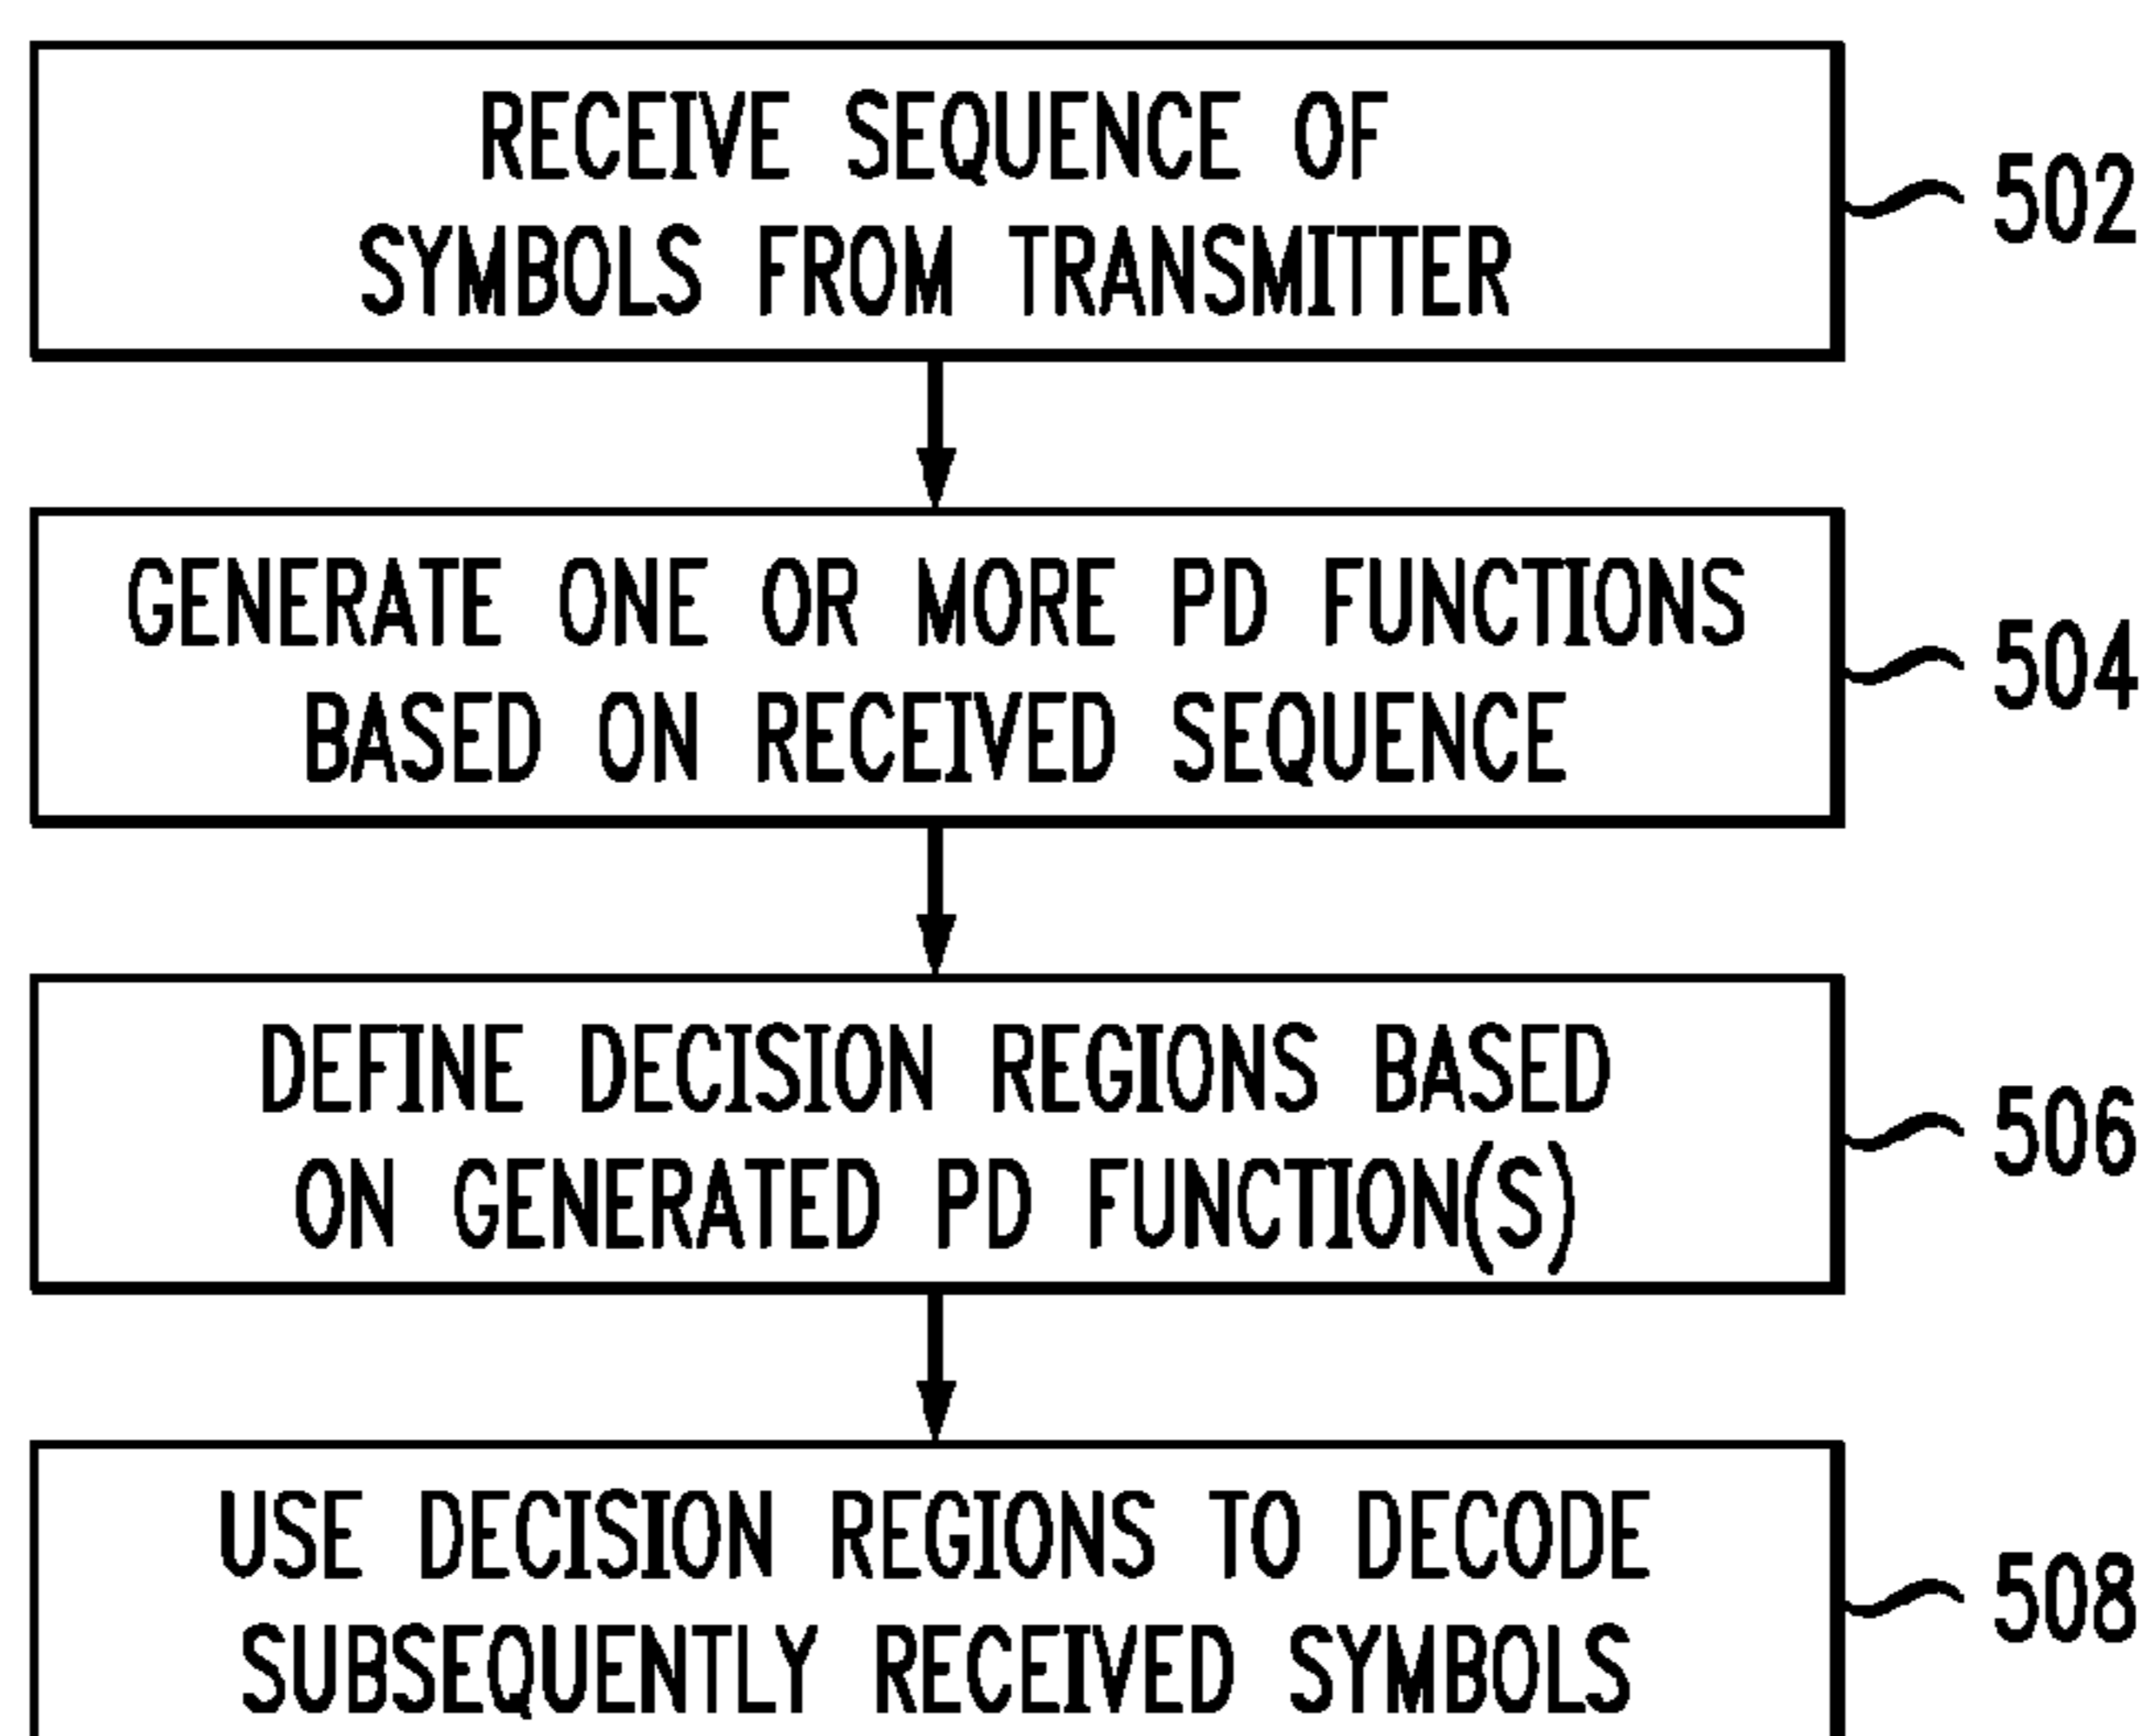 RECEIVE SEQUENCE OF
SYMBOLS FROM TRANSMITTER
502
GENERATE ONE OR MORE PD FUNCTIONS
BASED ON RECEIVED SEQUENCE
504
DEFINE DECISION REGIONS BASED
ON GENERATED PD FUNCTION(S)
506
USE DECISION REGIONS TO DECODE
SUBSEQUENTLY RECEIVED SYMBOLS
508